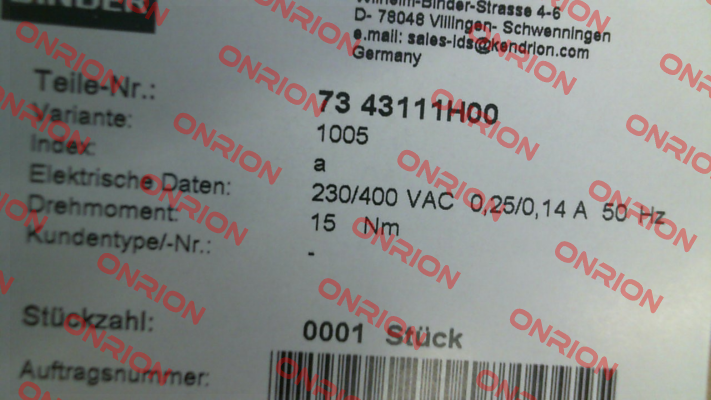 BINDER
Wilhelm-Binder-Strasse 4-6
D- 78048 Villingen- Schwenningen
e.mail: sales-ids@kendrion.com
Germany
Teile-Nr.: 73 43111H00
Variante: 1005
Index: a
Elektrische Daten: 230/400 VAC 0,25/0,14 A 50 Hz
Drehmoment: 15 Nm
Kundentype/-Nr.: -
Stückzahl: 0001 Stück
Auftragsnummer:
ONRION